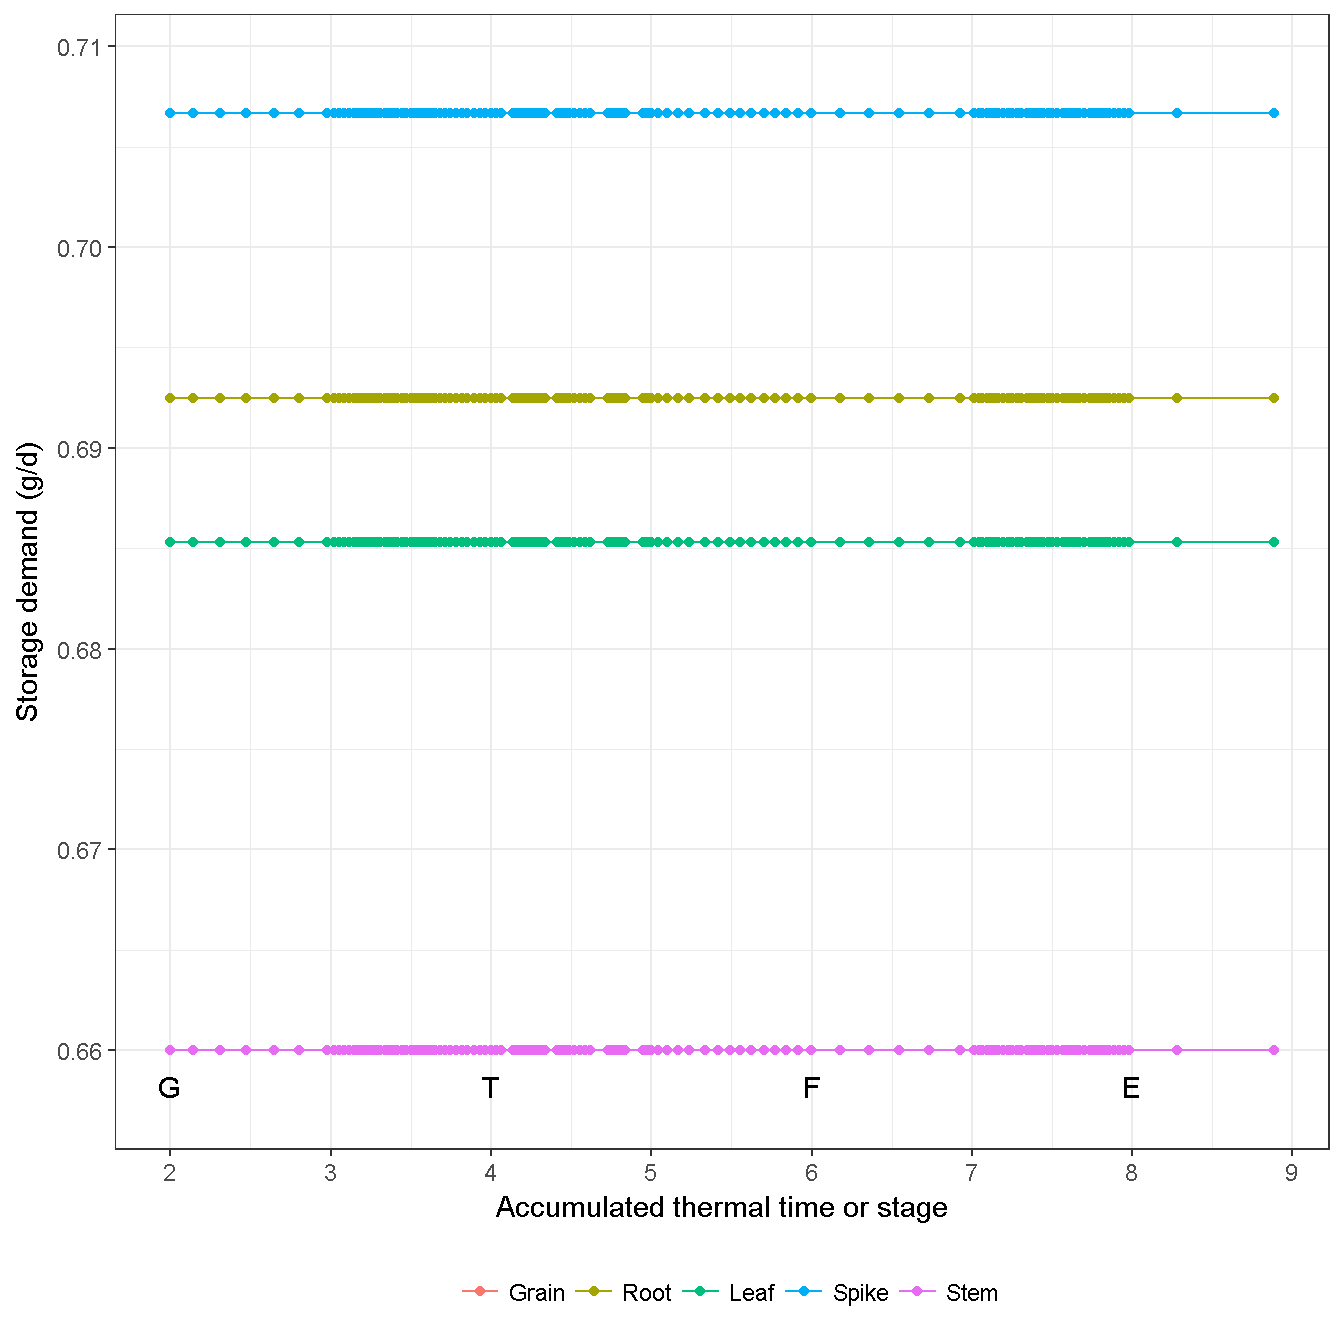 0.71
0.70
0.69
0.68
0.67
0.66
Storage demand (g/d)
G T F E
2 3 4 5 6 7 8 9
Accumulated thermal time or stage
Grain Root Leaf Spike Stem